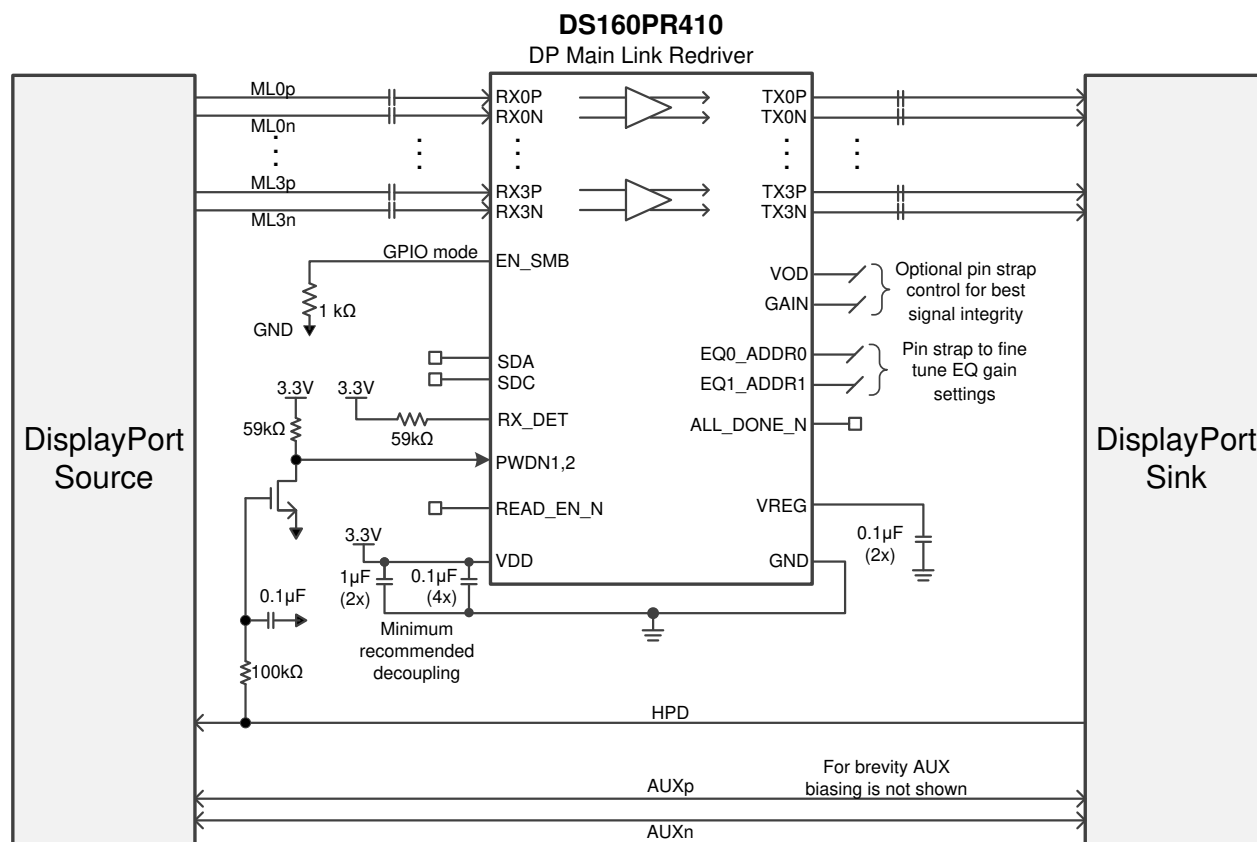 DS160PR410
DP Main Link Redriver
ML0p
ML0n
ML3p
ML3n
RX0P
RX0N
RX3P
RX3N
TX0P
TX0N
TX3P
TX3N
GPIO mode
EN_SMB
1 kΩ
GND
SDA
SDC
3.3V
3.3V
59kΩ
59kΩ
RX_DET
PWDN1,2
READ_EN_N
3.3V
VDD
1µF
(2x)
0.1µF
(4x)
Minimum
recommended
decoupling
0.1µF
100kΩ
VOD
GAIN
Optional pin strap
control for best
signal integrity
EQ0_ADDR0
EQ1_ADDR1
Pin strap to fine
tune EQ gain
settings
ALL_DONE_N
VREG
0.1µF
(2x)
GND
DisplayPort
Source
DisplayPort
Sink
HPD
For brevity AUX
biasing is not shown
AUXp
AUXn